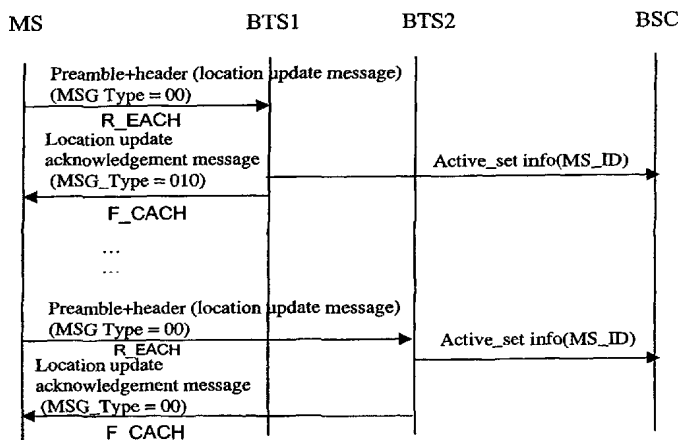 MS BTS1 BTS2 BSC
Preamble+header (location update message)
(MSG Type = 00)
R_EACH
Location update
acknowledgement message
(MSG_Type = 010)
Active_set info(MS_ID)
F_CACH
...
...
Preamble+header (location update message)
(MSG Type = 00)
R_EACH
Active_set info(MS_ID)
Location update
acknowledgement message
(MSG_Type = 00)
F_CACH